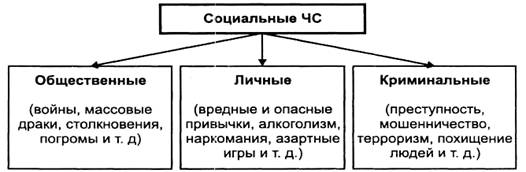 Социальные ЧС
Общественные
(войны, массовые
драки, столкновения,
погромы и т. д)
Личные
(вредные и опасные
привычки, алкоголизм,
наркомания, азартные
игры и т. д.)
Криминальные
(преступность,
мошенничество,
терроризм, похищение
людей и т. д.)